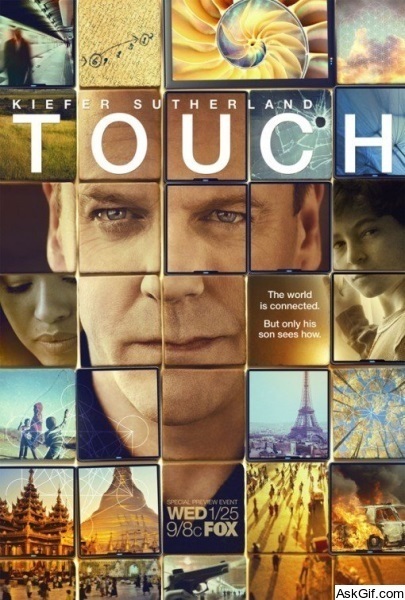 KIEFER SUTHERLAND
TOUCH
The world
is connected.
But only his
son sees how.
SPECIAL PREVIEW EVENT
WED 1/25
9/8c FOX
AskGif.com